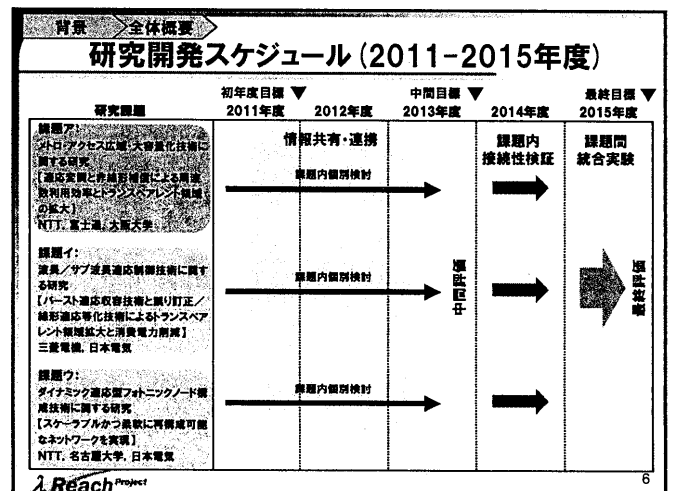 背景
全体概要
研究開発スケジュール(2011-2015年度)
初年度目標▼
中間目標▼
最終目標▼
研究課題
2011年度
2012年度
2013年度
2014年度
2015年度
課題ア:
メトロ・アクセス広域・大容量化技術に
関する研究
【適応変調と非線形補償による周波
数利用効率とトランスペアレント領域
の拡大】
NTT, 富士通, 大阪大学
情報共有・連携
課題内個別検討
課題内
接続性検証
課題間
統合実験
課題イ:
波長/サブ波長適応制御技術に関す
る研究
【バースト適応収容技術と誤り訂正/
線形適応等化技術によるトランスペア
レント領域拡大と消費電力削減】
三菱電機, 日本電気
課題内個別検討
中間評価
最終評価
課題ウ:
ダイナミック適応型フォトニックノード構
成技術に関する研究
【スケーラブルかつ柔軟に再構成可能
なネットワークを実現】
NTT, 名古屋大学, 日本電気
課題内個別検討
λ Reach Project
6